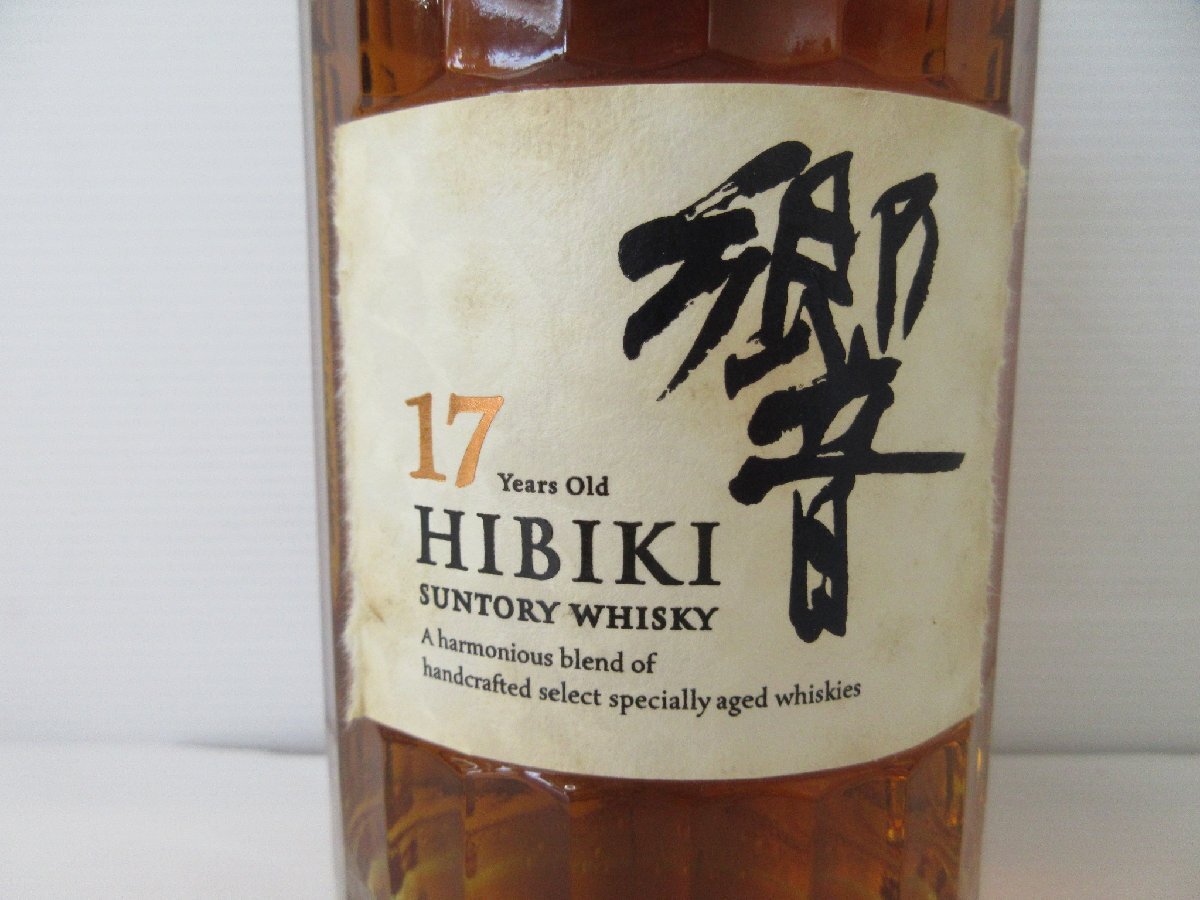 響
17 Years Old
HIBIKI
SUNTORY WHISKY
A harmonious blend of
handcrafted select specially aged whiskies